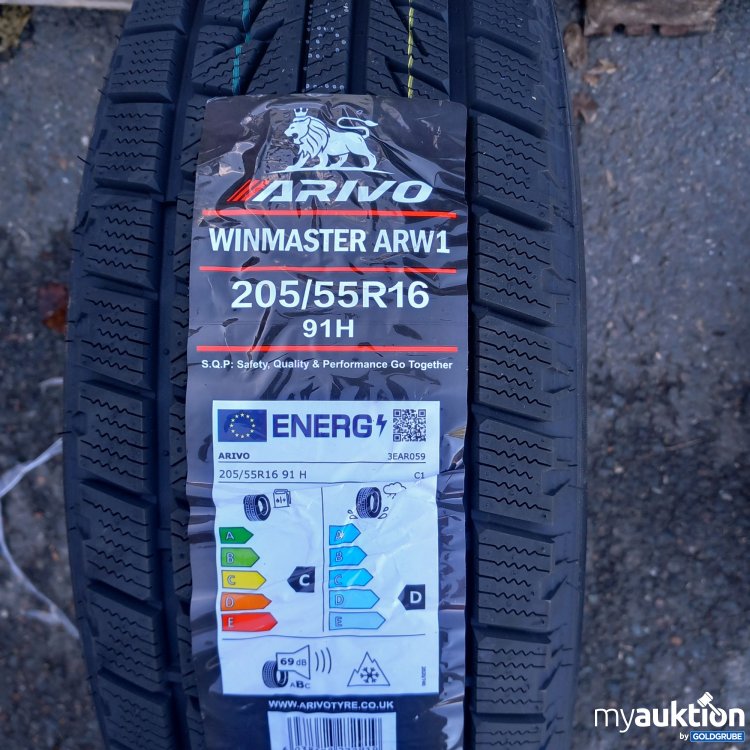 ARIVO
WINMASTER ARW1
205/55R16
91H
S.Q.P: Safety, Quality & Performance Go Together
ENERG
ARIVO 3EAR059
205/55R16 91 H C1
A A
B B
C C C
D D D
E E
69 dB
ABC
WWW.ARIVOTYRE.CO.UK
myauktion
by GOLDGRUBE